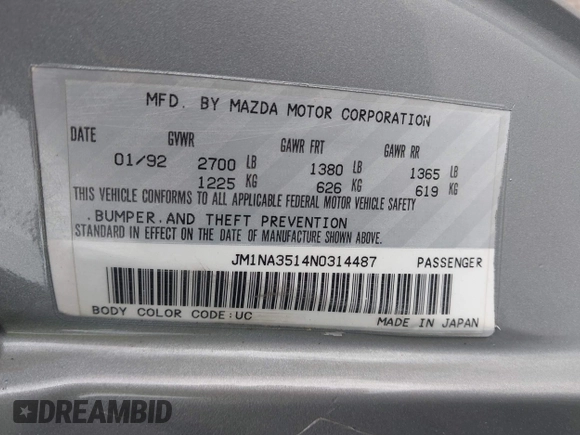 MFD. BY MAZDA MOTOR CORPORATION
DATE GVWR GAWR FRT GAWR RR
01/92 2700 LB 1380 LB 1365 LB
1225 KG 626 KG 619 KG
THIS VEHICLE CONFORMS TO ALL APPLICABLE FEDERAL MOTOR VEHICLE SAFETY
. BUMPER. AND THEFT PREVENTION
STANDARD IN EFFECT ON THE DATE OF MANUFACTURE SHOWN ABOVE.
JM1NA3514N0314487 PASSENGER
BODY COLOR CODE:UC MADE IN JAPAN
DREAMBID